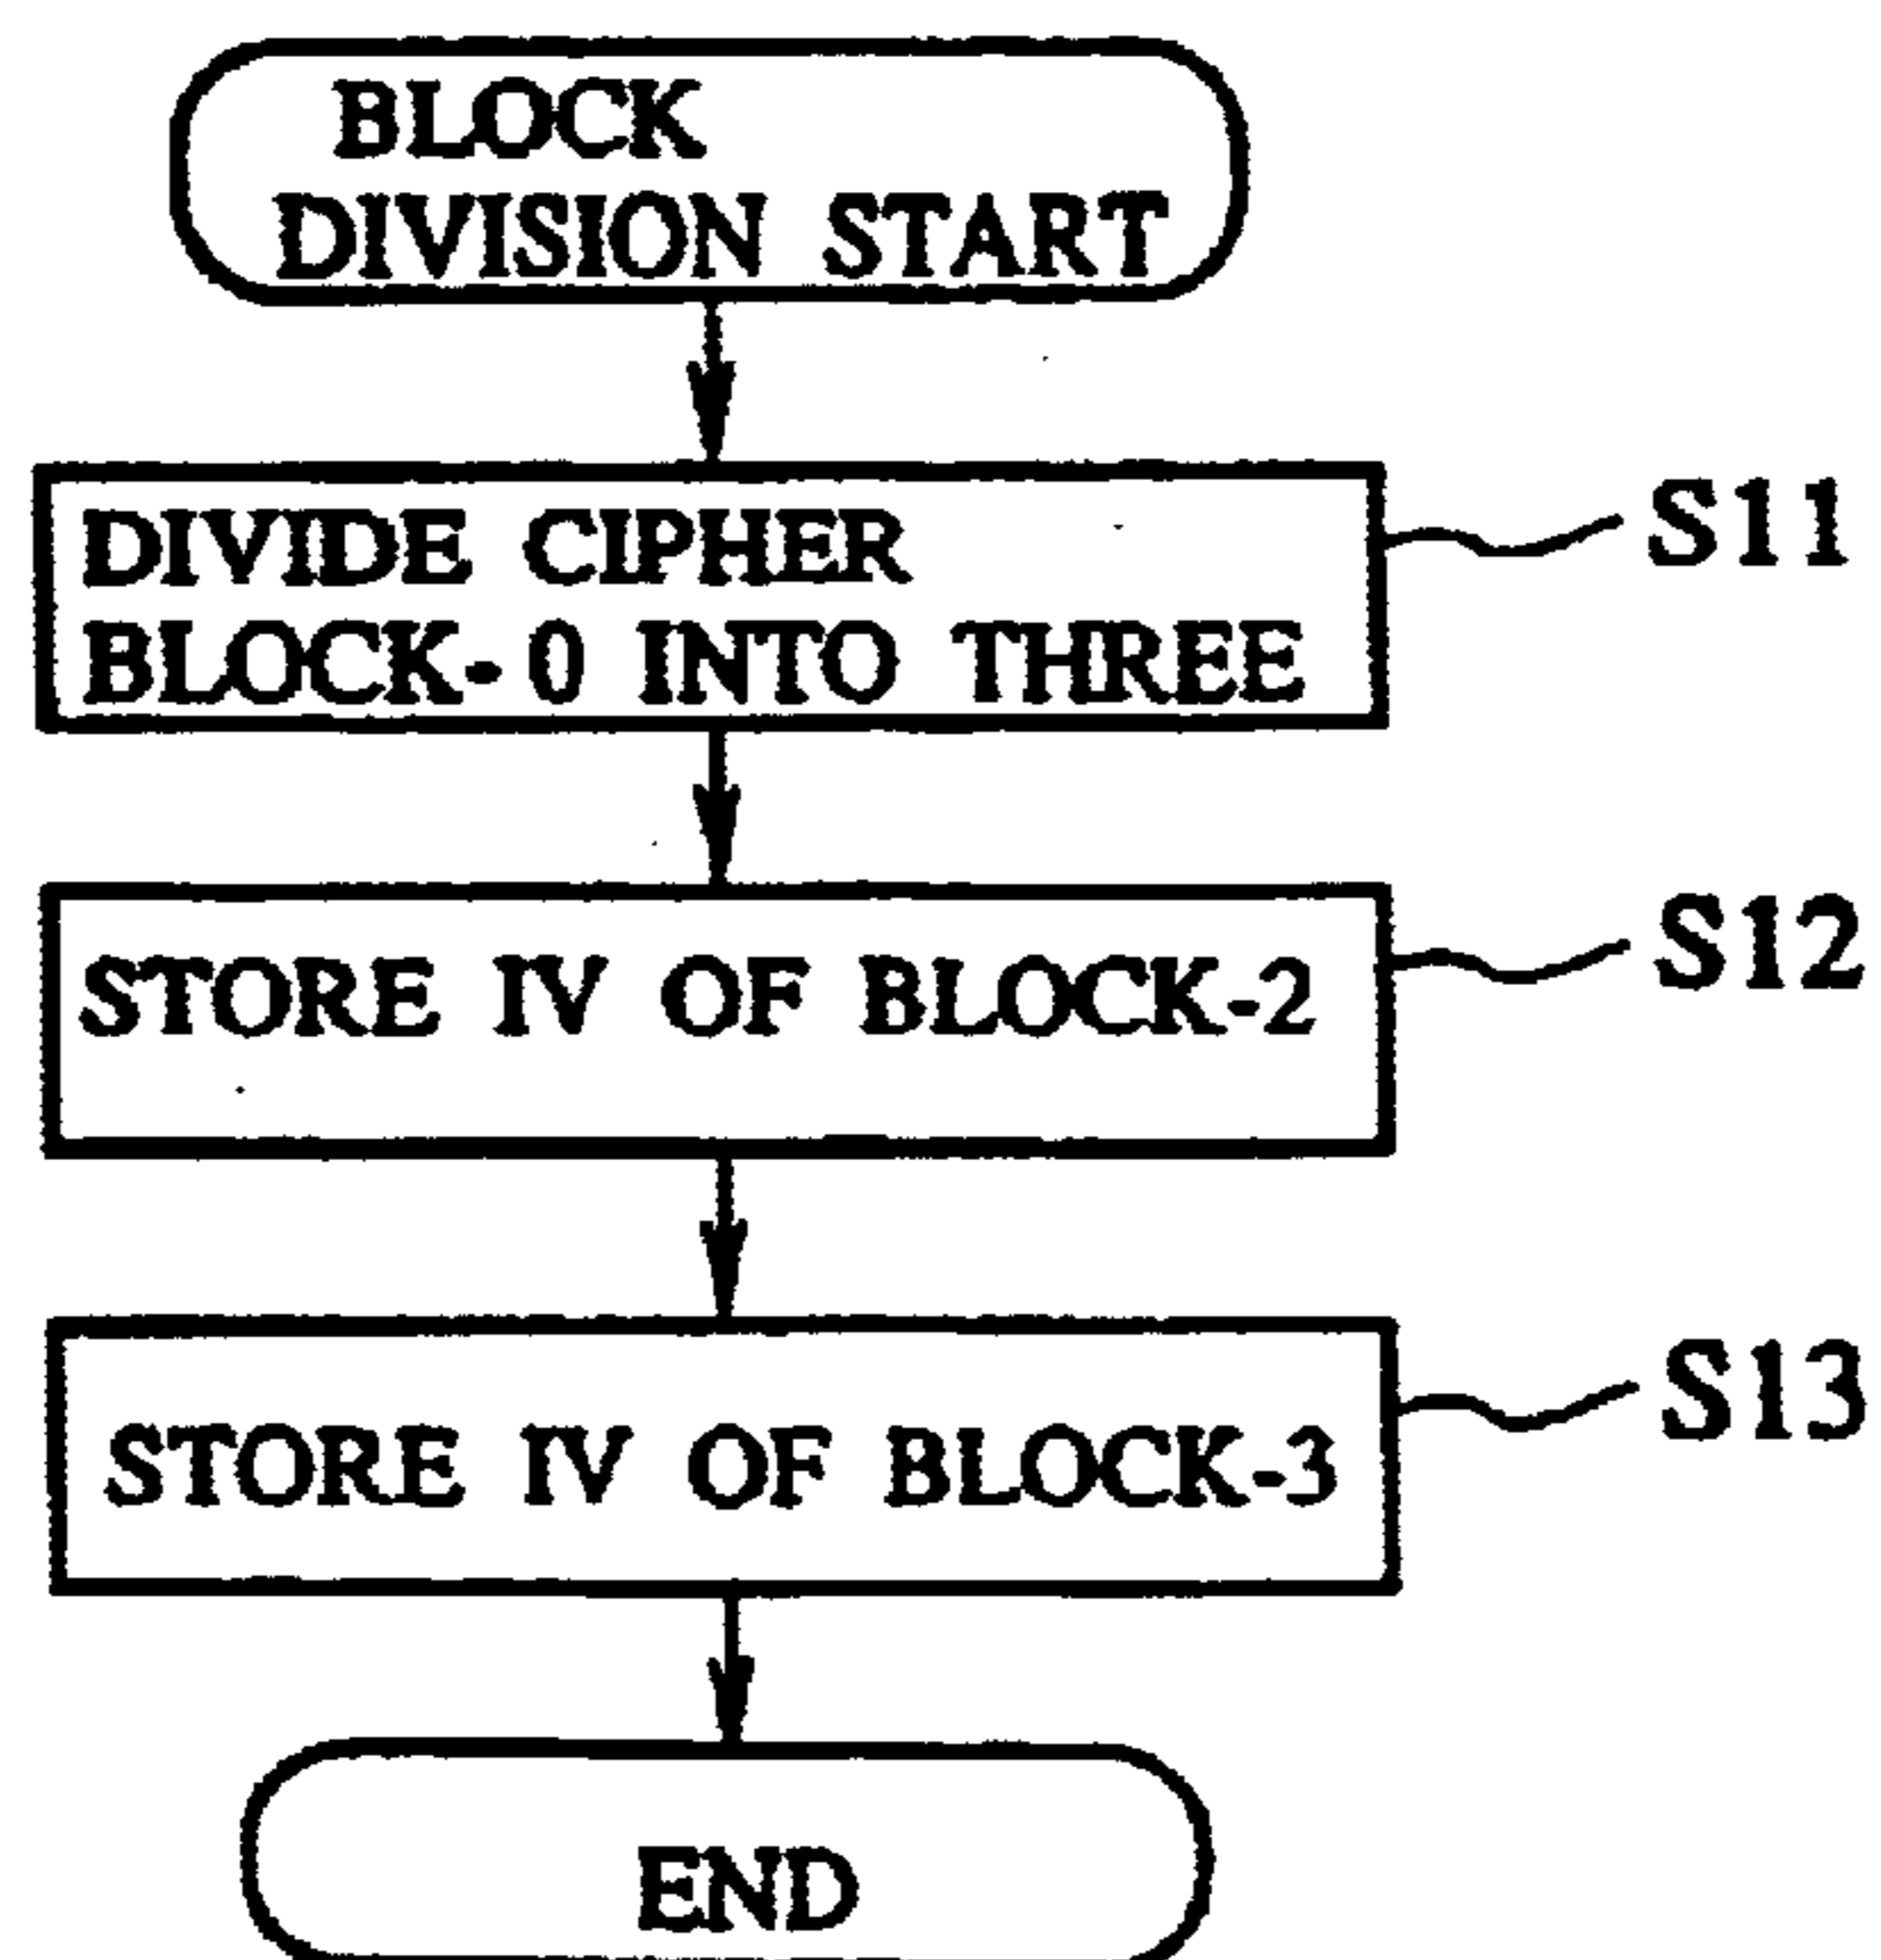 BLOCK
DIVISION START
DIVIDE CIPHER
BLOCK-0 INTO THREE
S11
STORE IV OF BLOCK-2
S12
STORE IV OF BLOCK-3
S13
END